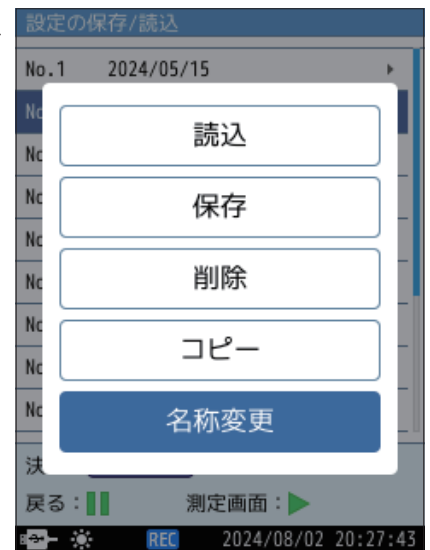 設定の保存/読込
No.1 2024/05/15
No
読込
No
No
保存
No
削除
No
No
コピー
No
No
名称変更
決
戻る： 測定画面：
REC 2024/08/02 20:27:43